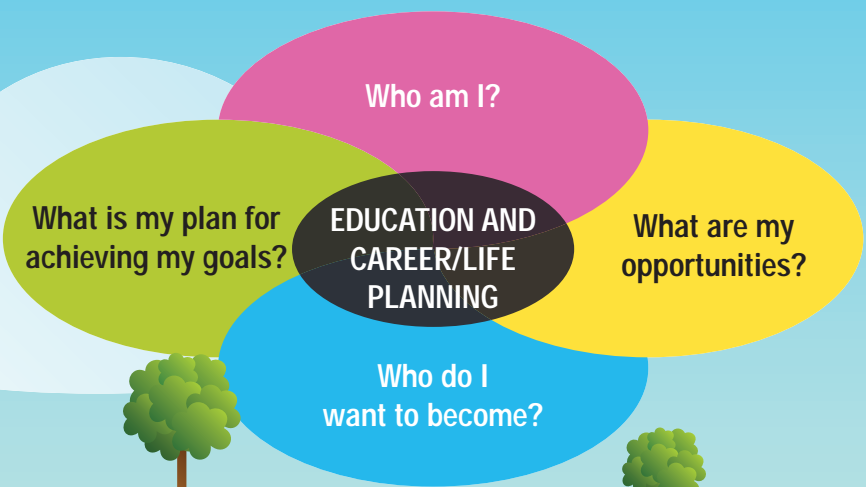 Who am I?
What is my plan for
achieving my goals?
EDUCATION AND
CAREER/LIFE
PLANNING
What are my
opportunities?
Who do I
want to become?